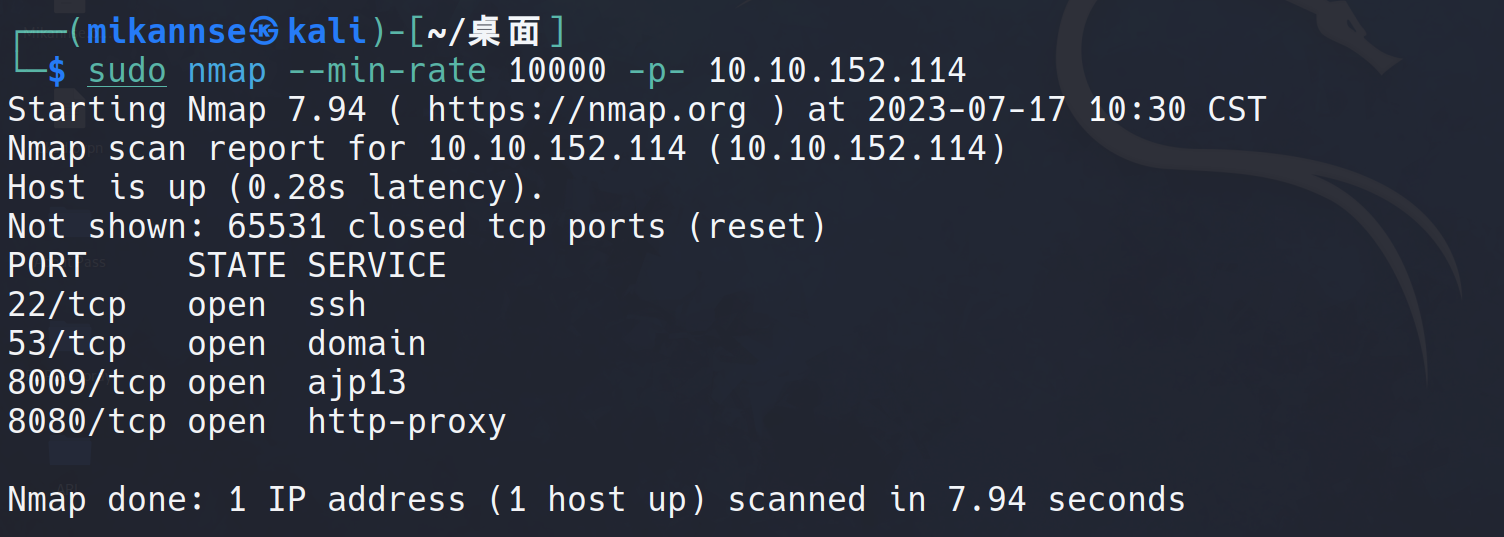 ┌──(mikannse㉿kali)-[~/桌面]
└─$ sudo nmap --min-rate 10000 -p- 10.10.152.114
Starting Nmap 7.94 ( https://nmap.org ) at 2023-07-17 10:30 CST
Nmap scan report for 10.10.152.114 (10.10.152.114)
Host is up (0.28s latency).
Not shown: 65531 closed tcp ports (reset)
PORT     STATE SERVICE
22/tcp   open  ssh
53/tcp   open  domain
8009/tcp open  ajp13
8080/tcp open  http-proxy
Nmap done: 1 IP address (1 host up) scanned in 7.94 seconds